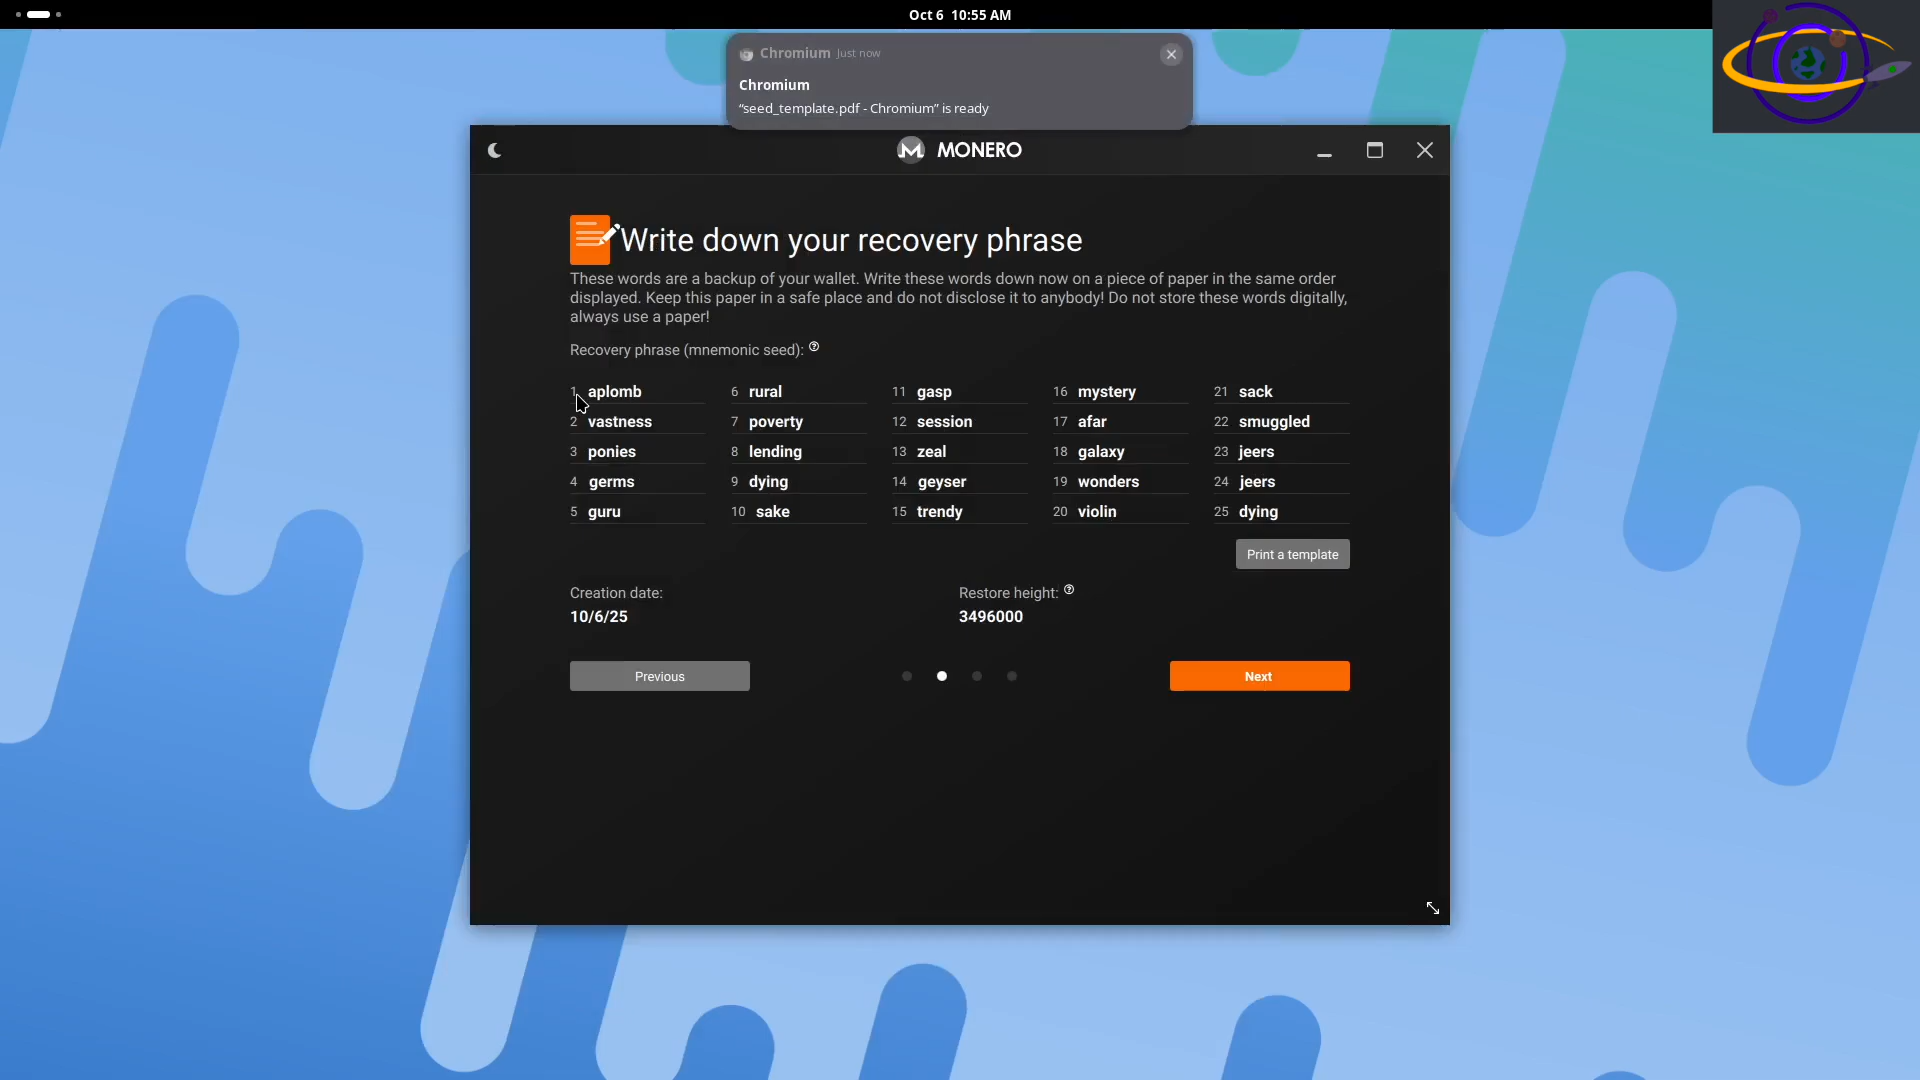 Oct 6 10:55 AM
Chromium Just now
Chromium
“seed_template.pdf - Chromium” is ready
MONERO
Write down your recovery phrase
These words are a backup of your wallet. Write these words down now on a piece of paper in the same order
displayed. Keep this paper in a safe place and do not disclose it to anybody! Do not store these words digitally,
always use a paper!
Recovery phrase (mnemonic seed):
1 aplomb 6 rural 11 gasp 16 mystery 21 sack
2 vastness 7 poverty 12 session 17 afar 22 smuggled
3 ponies 8 lending 13 zeal 18 galaxy 23 jeers
4 germs 9 dying 14 geyser 19 wonders 24 jeers
5 guru 10 sake 15 trendy 20 violin 25 dying
Print a template
Creation date: Restore height:
10/6/25 3496000
Previous Next